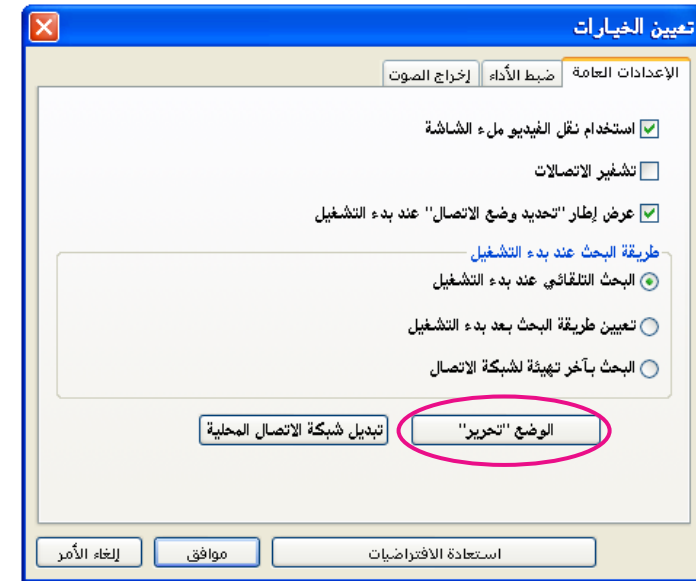 تعيين الخيارات
الإعدادات العامة ضبط الأداء إخراج الصوت
استخدام نقل الفيديو ملء الشاشة
تشفير الاتصالات
عرض إطار "تحديد وضع الاتصال" عند بدء التشغيل
طريقة البحث عند بدء التشغيل
البحث التلقائي عند بدء التشغيل
تعيين طريقة البحث بعد بدء التشغيل
البحث بآخر تهيئة لشبكة الاتصال
الوضع "تحرير" تبديل شبكة الاتصال المحلية
استعادة الافتراضيات موافق إلغاء الأمر